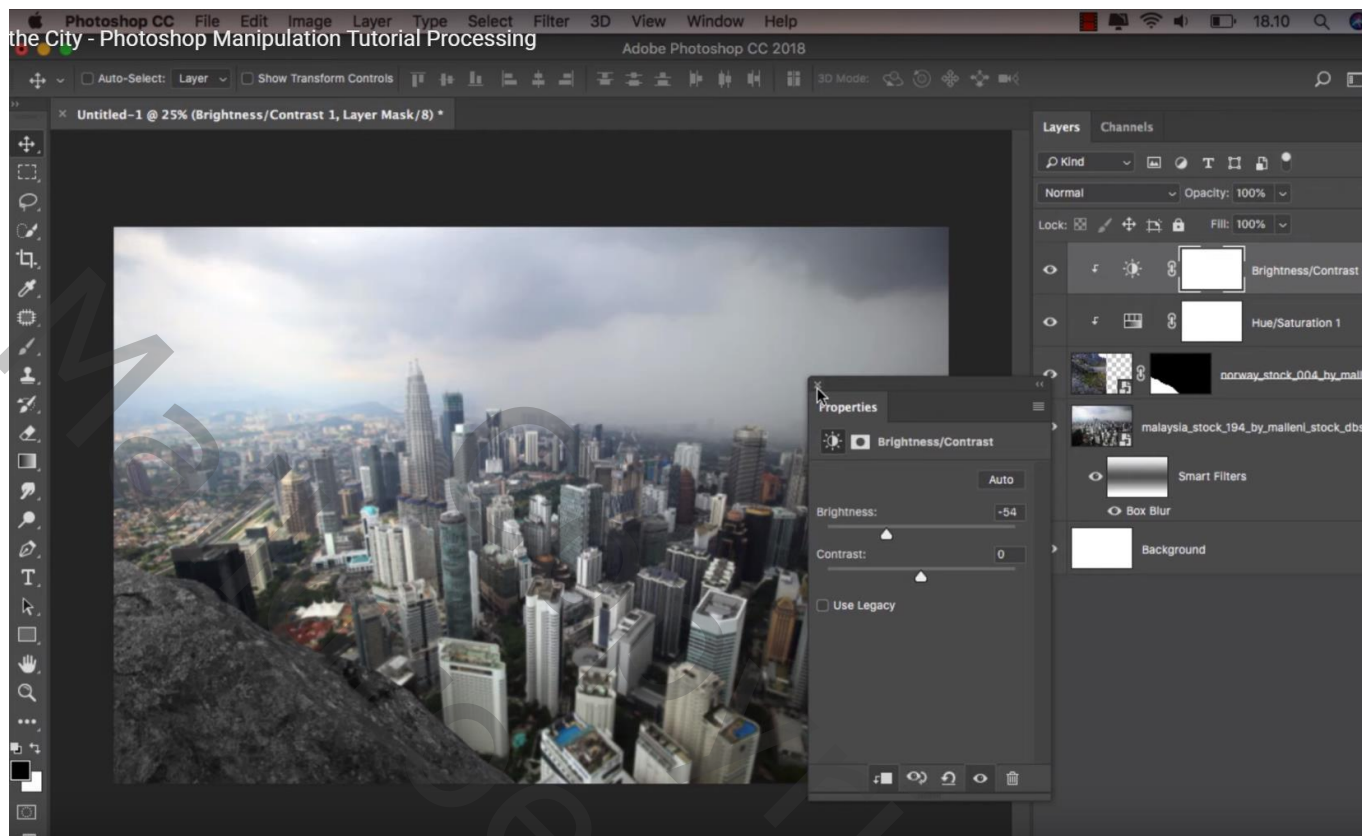 Photoshop CC File Edit Image Layer Type Select Filter 3D View Window Help 18.10
the City - Photoshop Manipulation Tutorial Processing
Adobe Photoshop CC 2018
Auto-Select: Layer Show Transform Controls 3D Mode:
Untitled-1 @ 25% (Brightness/Contrast 1, Layer Mask/8) *
Layers Channels
Kind
Normal Opacity: 100%
Lock: Fill: 100%
Brightness/Contrast
Hue/Saturation 1
norway_stock_004_by_mall
malaysia_stock_194_by_malleni_stock_dbs
Smart Filters
Box Blur
Background
Properties
Brightness/Contrast
Auto
Brightness: -54
Contrast: 0
Use Legacy